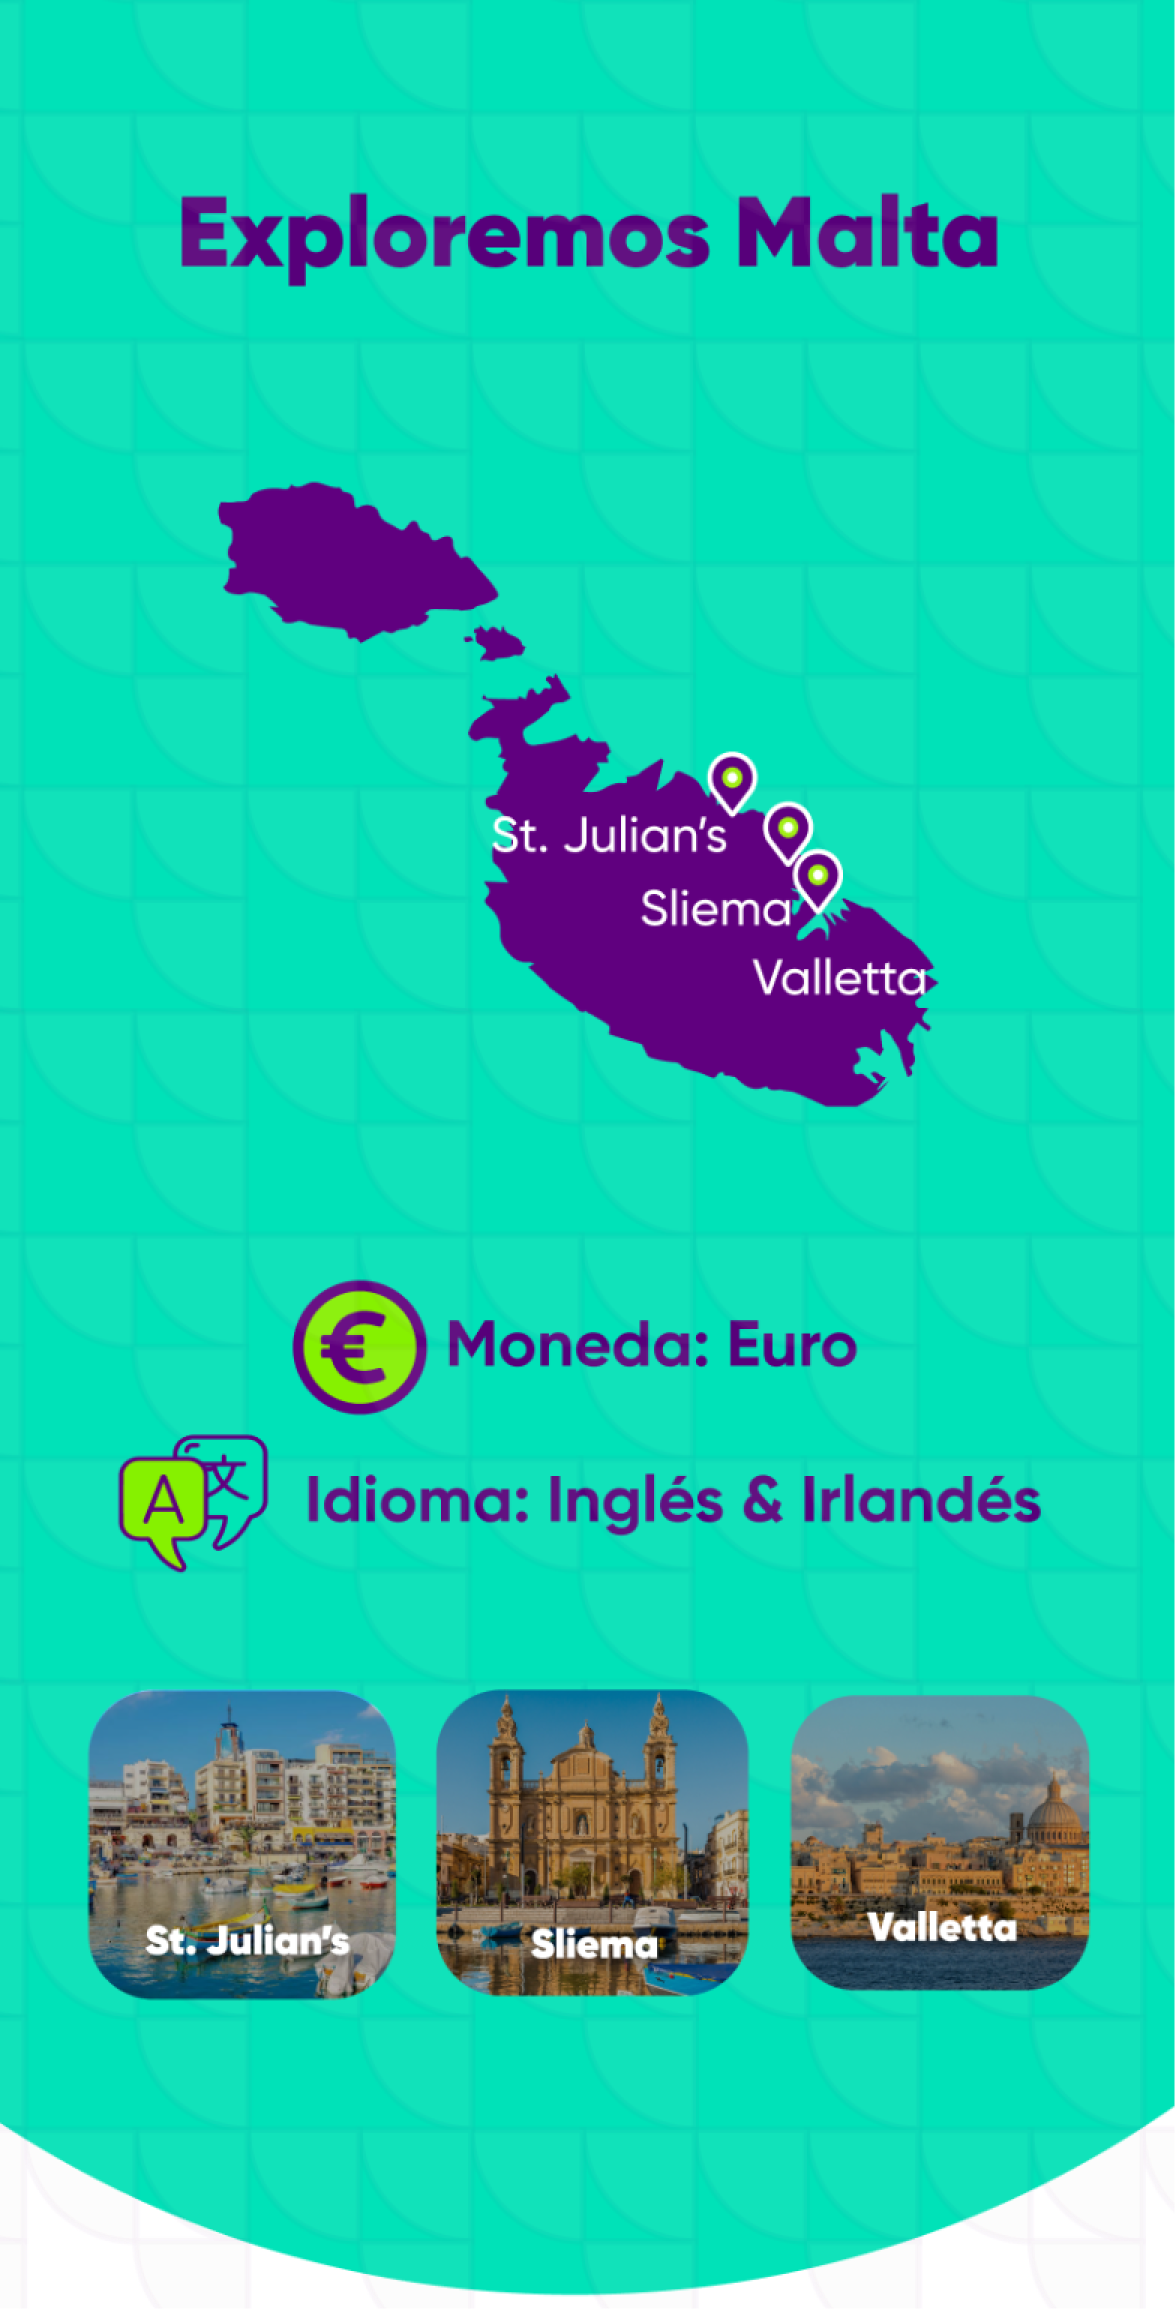 Exploremos Malta
St. Julian's
Sliema
Valletta
€ Moneda: Euro
A 文 Idioma: Inglés & Irlandés
St. Julian's
Sliema
Valletta